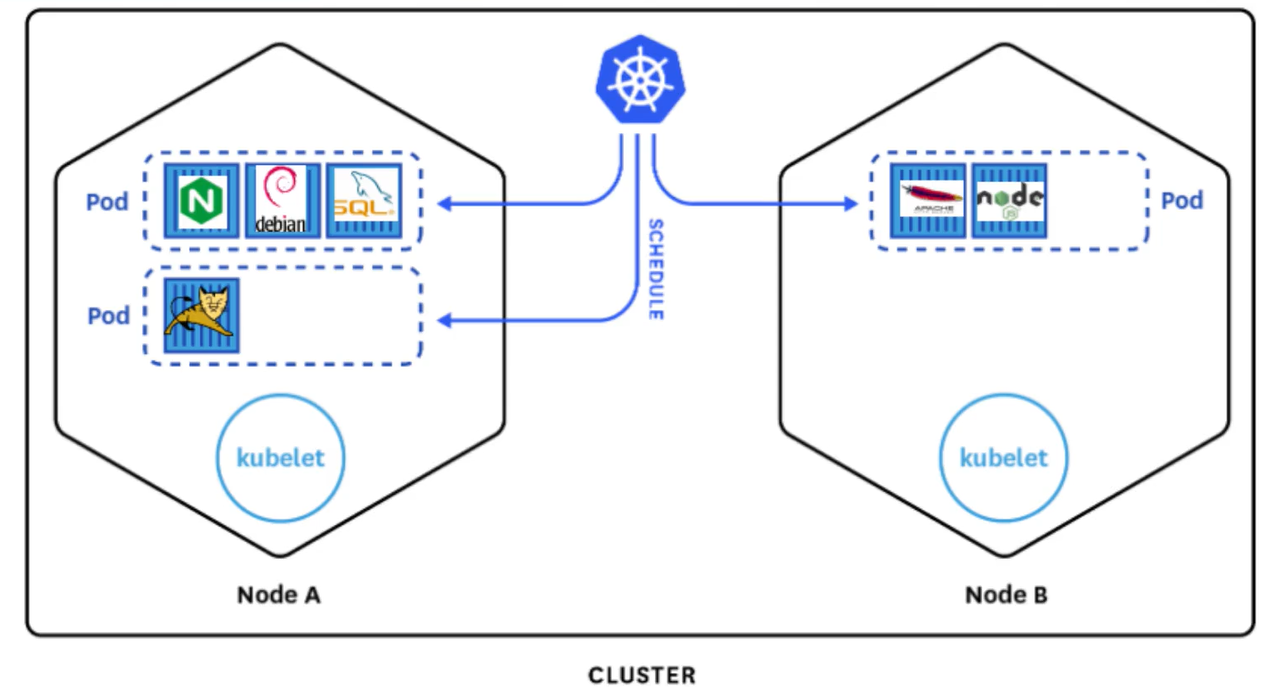 Pod
N
debian
SQL
APACHE
node
JS
Pod
SCHEDULE
Pod
kubelet
kubelet
Node A
Node B
CLUSTER